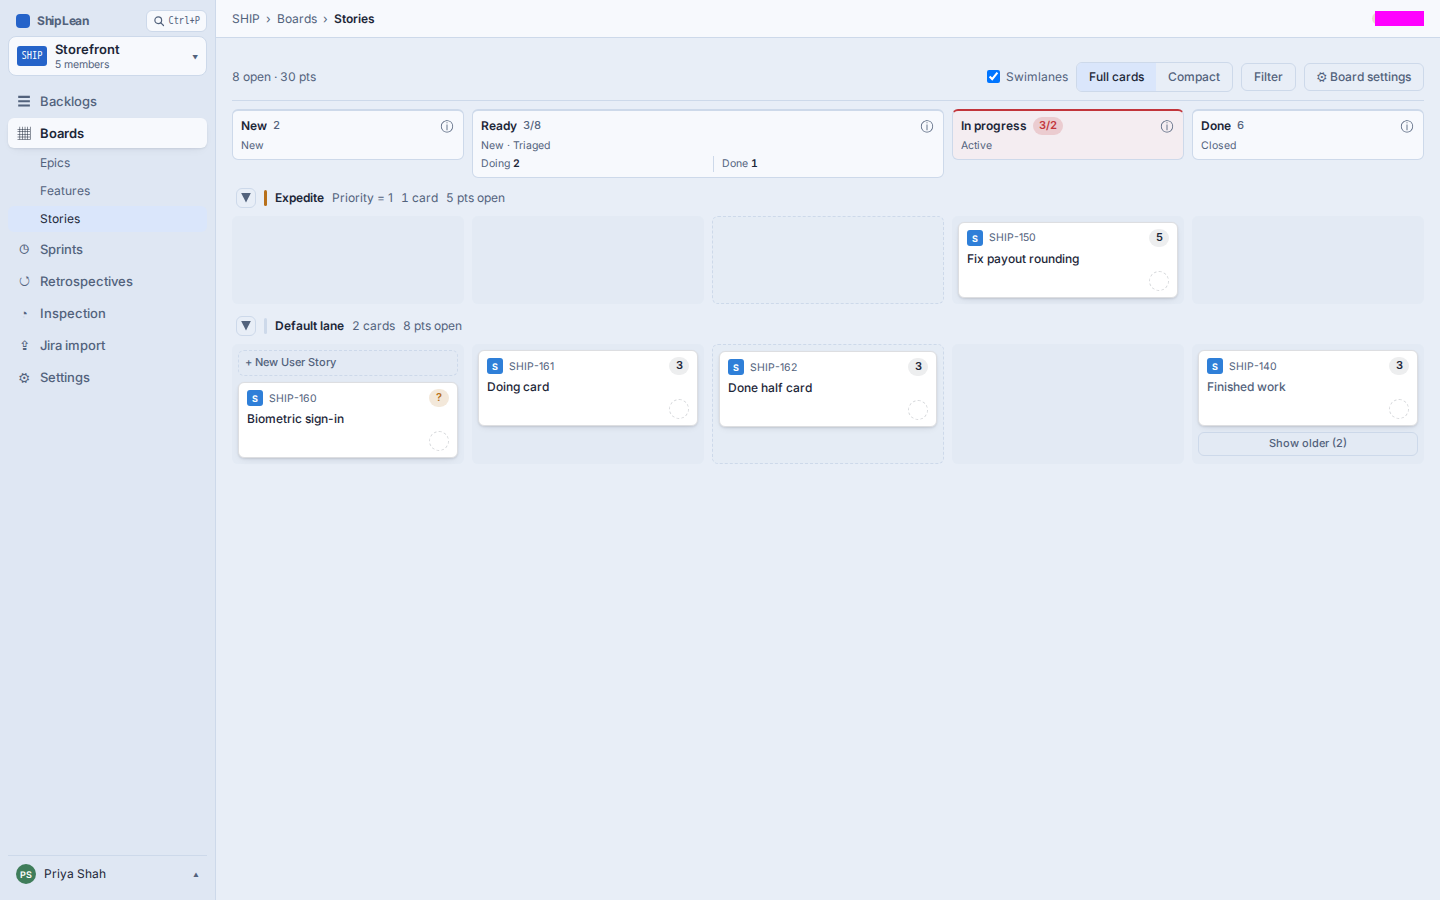 ShipLean
Ctrl+P
SHIP
Storefront
5 members
Backlogs
Boards
Epics
Features
Stories
Sprints
Retrospectives
Inspection
Jira import
Settings
PS Priya Shah
SHIP › Boards › Stories
8 open · 30 pts
Swimlanes
Full cards
Compact
Filter
Board settings
New 2
New
Ready 3/8
New · Triaged
Doing 2
Done 1
In progress 3/2
Active
Done 6
Closed
Expedite Priority = 1 1 card 5 pts open
S SHIP-150 5
Fix payout rounding
Default lane 2 cards 8 pts open
+ New User Story
S SHIP-160 ?
Biometric sign-in
S SHIP-161 3
Doing card
S SHIP-162 3
Done half card
S SHIP-140 3
Finished work
Show older (2)